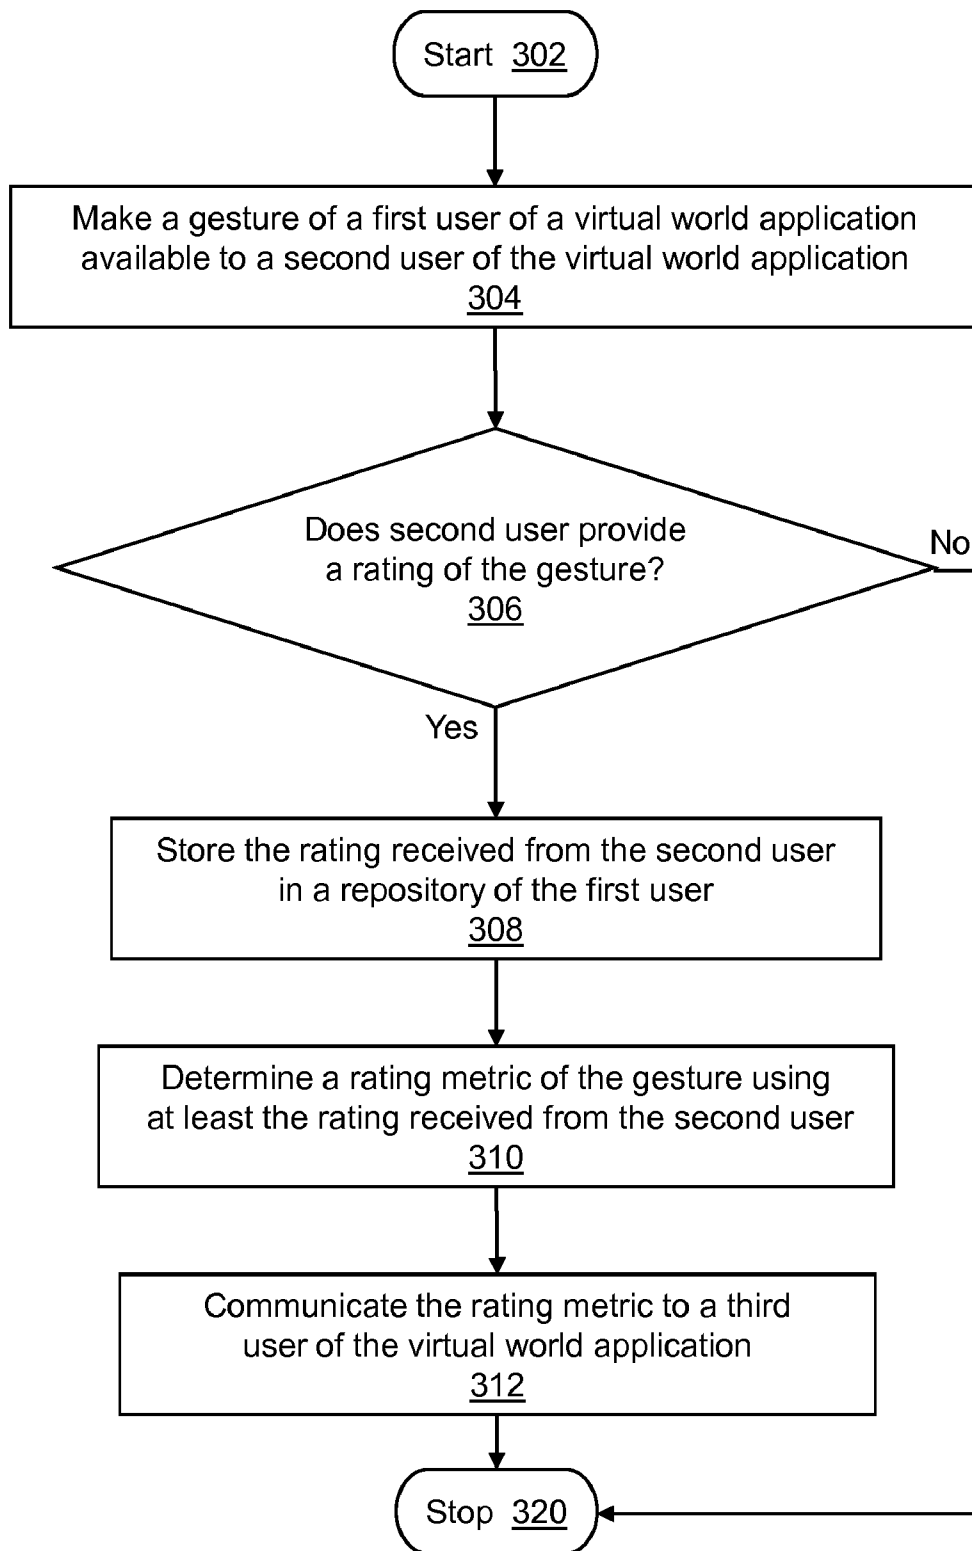 Start 302
Make a gesture of a first user of a virtual world application
available to a second user of the virtual world application
304
Does second user provide
a rating of the gesture?
306
No
Yes
Store the rating received from the second user
in a repository of the first user
308
Determine a rating metric of the gesture using
at least the rating received from the second user
310
Communicate the rating metric to a third
user of the virtual world application
312
Stop 320